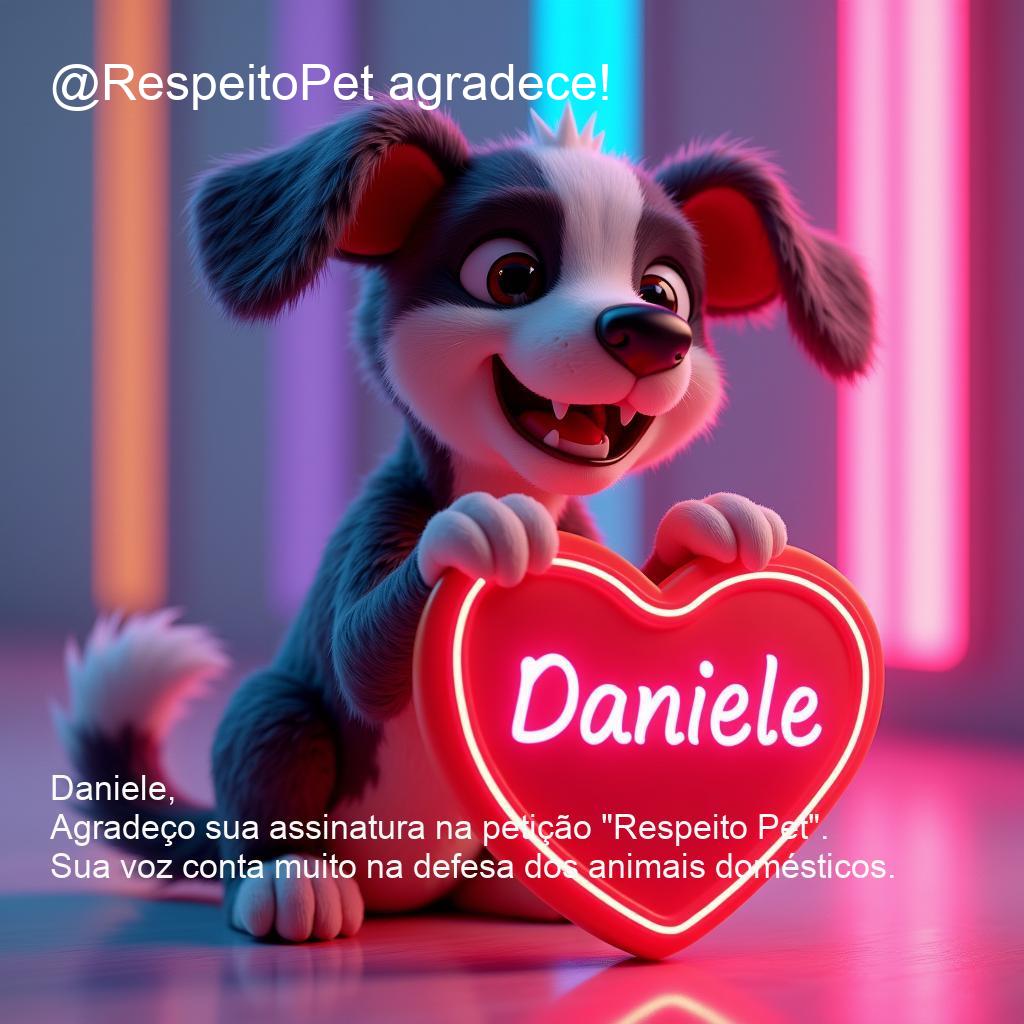 @RespeitoPet agradece!
Daniele
Daniele,
Agradeço sua assinatura na petição "Respeito Pet".
Sua voz conta muito na defesa dos animais domésticos.